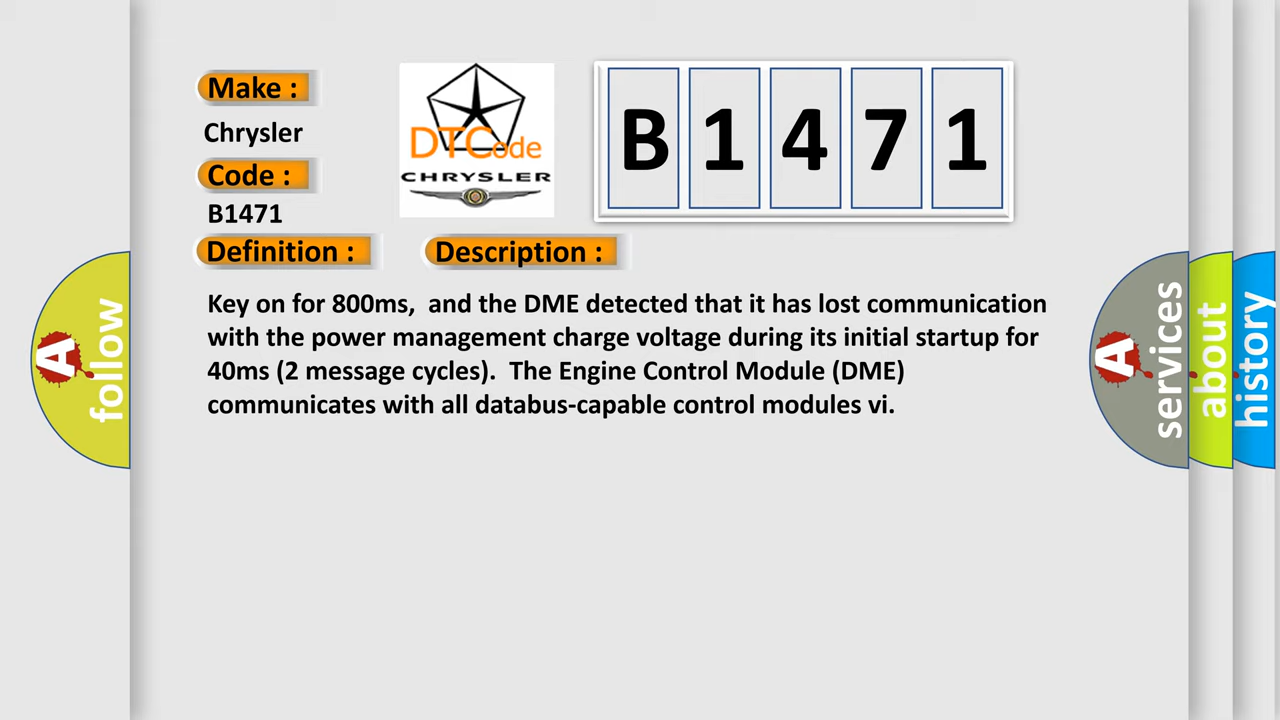 Make :
Chrysler
Code :
B1471
Definition :
Description :
DTCode
CHRYSLER
B 1 4 7 1
Key on for 800ms,  and the DME detected that it has lost communication
with the power management charge voltage during its initial startup for
40ms (2 message cycles).  The Engine Control Module (DME)
communicates with all databus-capable control modules vi.
A follow
A services
about
history